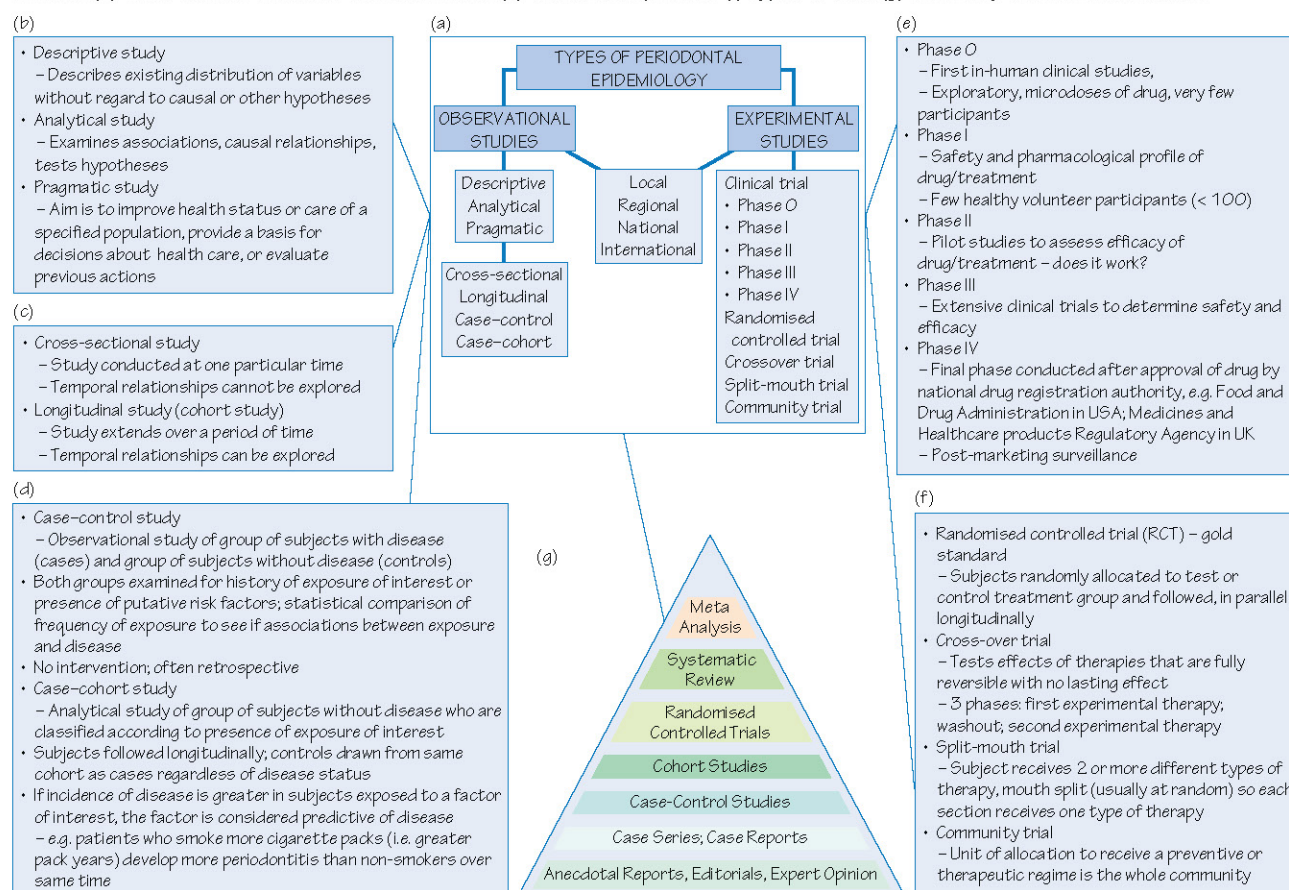 (b)
• Descriptive study
– Describes existing distribution of variables
without regard to causal or other hypotheses
• Analytical study
– Examines associations, causal relationships,
tests hypotheses
• Pragmatic study
– Aim is to improve health status or care of a
specified population, provide a basis for
decisions about health care, or evaluate
previous actions
(c)
• Cross-sectional study
– Study conducted at one particular time
– Temporal relationships cannot be explored
• Longitudinal study (cohort study)
– Study extends over a period of time
– Temporal relationships can be explored
(d)
• Case–control study
– Observational study of group of subjects with disease
(cases) and group of subjects without disease (controls)
• Both groups examined for history of exposure of interest or
presence of putative risk factors; statistical comparison of
frequency of exposure to see if associations between exposure
and disease
• No intervention; often retrospective
• Case–cohort study
– Analytical study of group of subjects without disease who are
classified according to presence of exposure of interest
• Subjects followed longitudinally; controls drawn from same
cohort as cases regardless of disease status
• If incidence of disease is greater in subjects exposed to a factor
of interest, the factor is considered predictive of disease
– e.g. patients who smoke more cigarette packs (i.e. greater
pack years) develop more periodontitis than non-smokers over
same time
(a)
TYPES OF PERIODONTAL
EPIDEMIOLOGY
OBSERVATIONAL
STUDIES
EXPERIMENTAL
STUDIES
Descriptive
Analytical
Pragmatic
Cross-sectional
Longitudinal
Case–control
Case–cohort
Local
Regional
National
International
Clinical trial
• Phase O
• Phase I
• Phase II
• Phase III
• Phase IV
Randomised
controlled trial
Crossover trial
Split-mouth trial
Community trial
(g)
Meta
Analysis
Systematic
Review
Randomised
Controlled Trials
Cohort Studies
Case-Control Studies
Case Series; Case Reports
Anecdotal Reports, Editorials, Expert Opinion
(e)
• Phase O
– First in-human clinical studies,
– Exploratory, microdoses of drug, very few
participants
• Phase I
– Safety and pharmacological profile of
drug/treatment
– Few healthy volunteer participants (< 100)
• Phase II
– Pilot studies to assess efficacy of
drug/treatment – does it work?
• Phase III
– Extensive clinical trials to determine safety and
efficacy
• Phase IV
– Final phase conducted after approval of drug by
national drug registration authority, e.g. Food and
Drug Administration in USA; Medicines and
Healthcare products Regulatory Agency in UK
– Post-marketing surveillance
(f)
• Randomised controlled trial (RCT) – gold
standard
– Subjects randomly allocated to test or
control treatment group and followed, in parallel
longitudinally
• Cross-over trial
– Tests effects of therapies that are fully
reversible with no lasting effect
– 3 phases: first experimental therapy;
washout; second experimental therapy
• Split-mouth trial
– Subject receives 2 or more different types of
therapy, mouth split (usually at random) so each
section receives one type of therapy
• Community trial
– Unit of allocation to receive a preventive or
therapeutic regime is the whole community